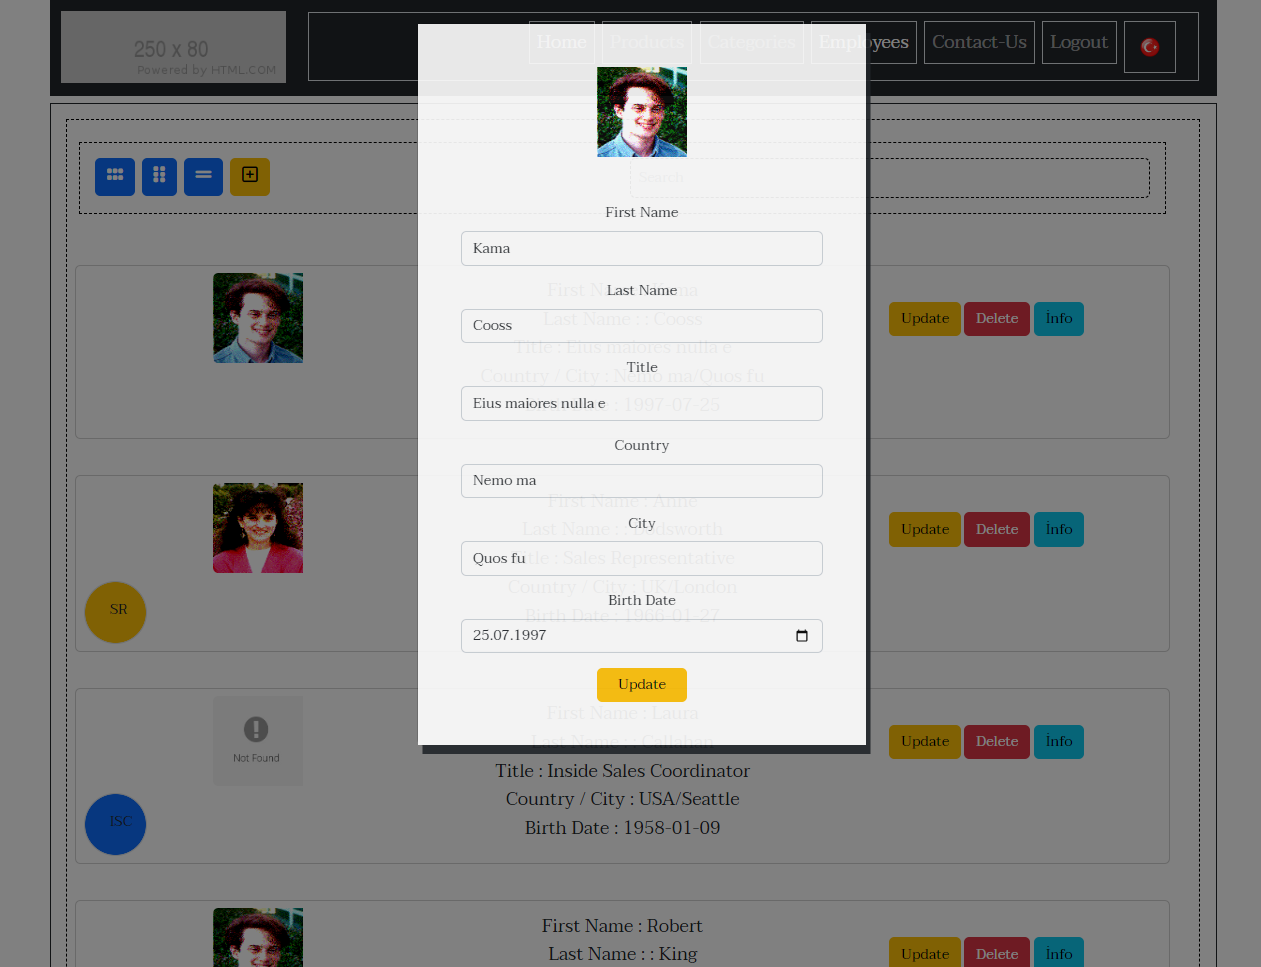 250 x 80
Powered by HTML.COM
Home
Products
Categories
Employees
Contact-Us
Logout
Search
First Name
Kama
Last Name
Cooss
Title
Eius maiores nulla e
Country
Nemo ma
City
Quos fu
Birth Date
25.07.1997
Update
Last Name : : Cooss
Title : Eius maiores nulla e
Country / City : Nemo ma/Quos fu
: 1997-07-25
Update
Delete
İnfo
SR
First Name : Anne
Last Name : : Dodsworth
Title : Sales Representative
Country / City : UK/London
Birth Date : 1966-01-27
Update
Delete
İnfo
Not Found
ISC
First Name : Laura
Last Name : : Callahan
Title : Inside Sales Coordinator
Country / City : USA/Seattle
Birth Date : 1958-01-09
Update
Delete
İnfo
First Name : Robert
Last Name : : King
Update
Delete
İnfo